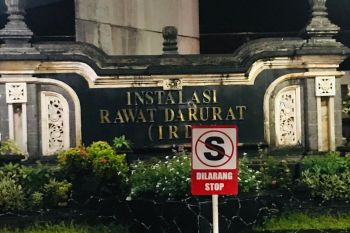 INSTALASI
RAWAT DARURAT
(IRD
S
DILARANG
STOP